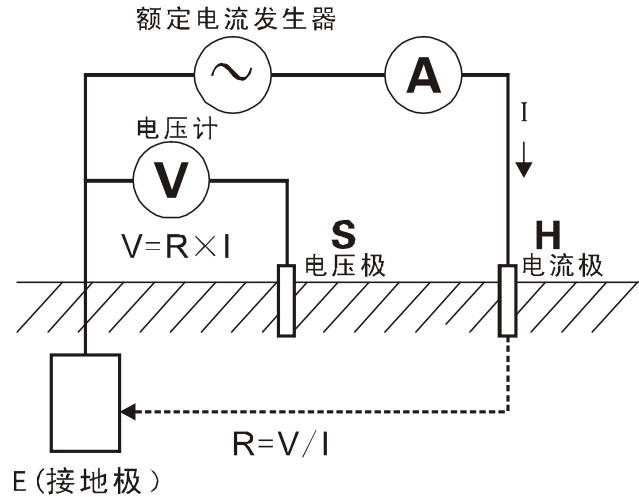 额定电流发生器
A
I
电压计
V
V=R×I
S
H
电压极
电流极
R=V/I
E(接地极)